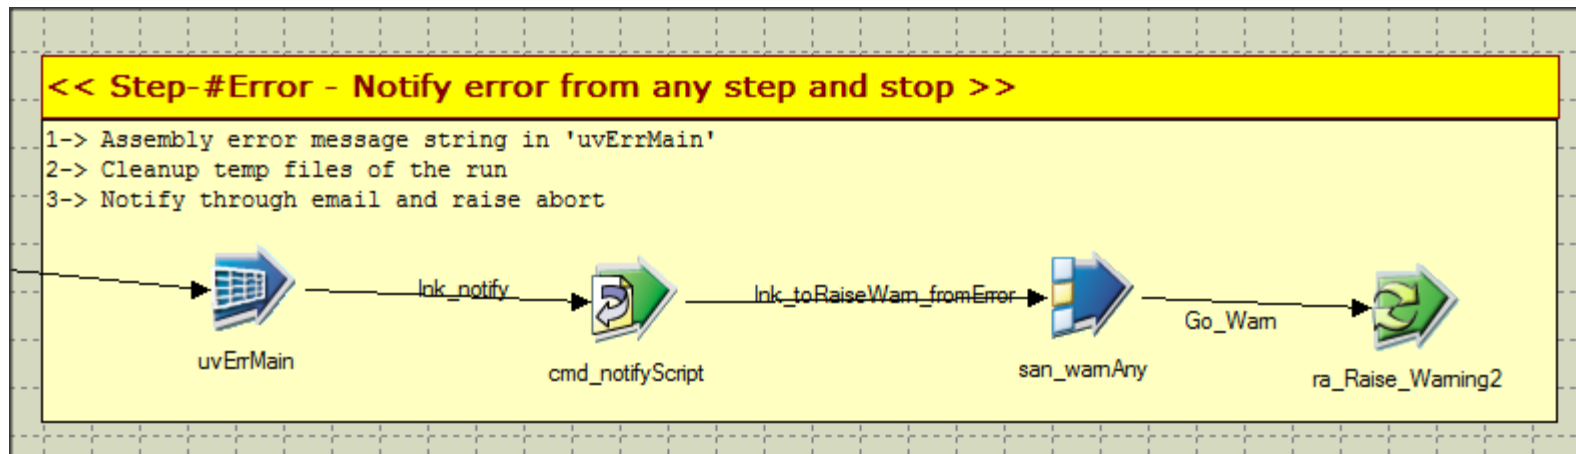 << Step-#Error - Notify error from any step and stop >>
1-> Assembly error message string in 'uvErrMain'
2-> Cleanup temp files of the run
3-> Notify through email and raise abort
lnk_notify
lnk_toRaiseWarn_fromError
Go_Warn
uvErrMain
cmd_notifyScript
san_warnAny
ra_Raise_Warning2